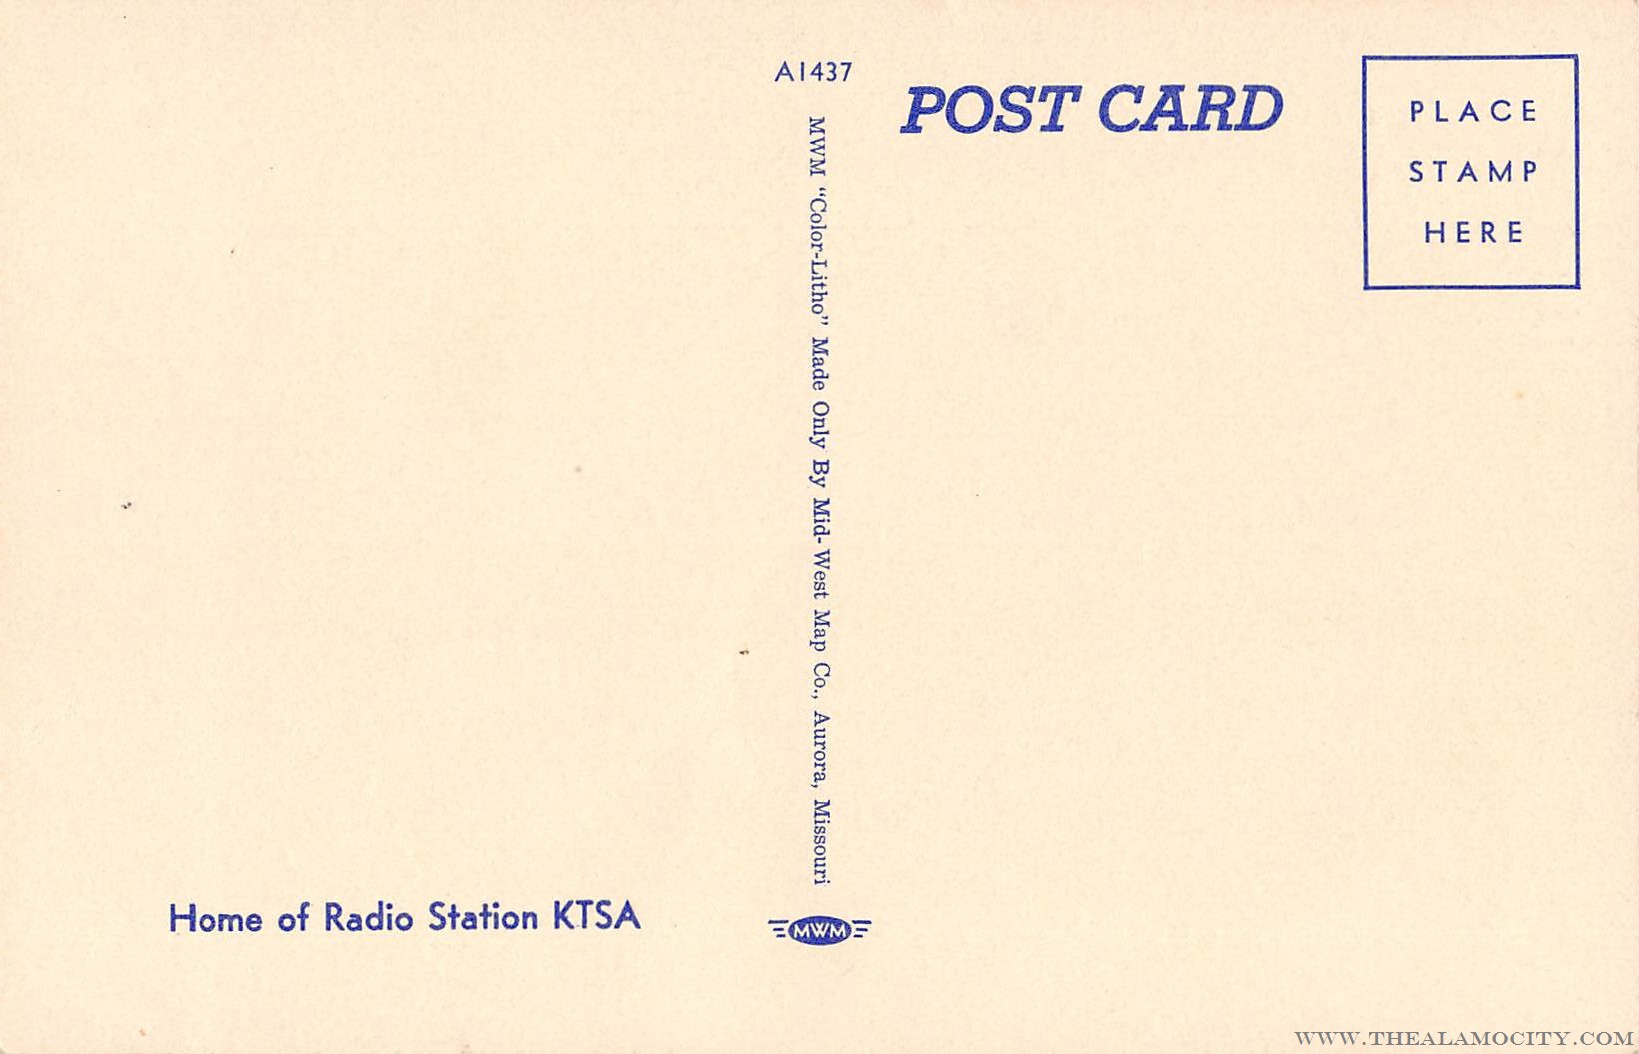 A1437
POST CARD
PLACE
STAMP
HERE
MWM "Color-Litho" Made Only By Mid-West Map Co., Aurora, Missouri
Home of Radio Station KTSA
MWM
WWW.THEALAMOCITY.COM